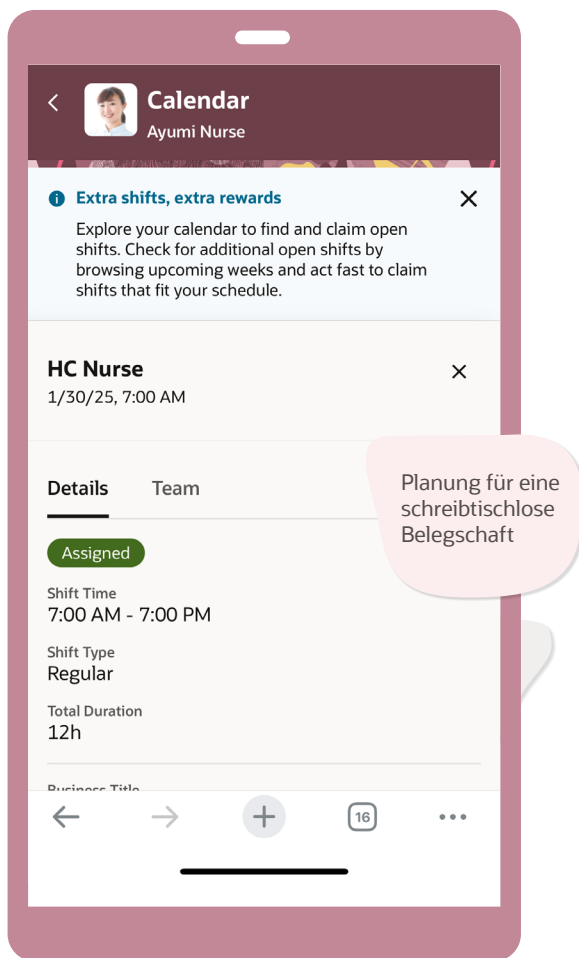 Calendar
Ayumi Nurse
Extra shifts, extra rewards
Explore your calendar to find and claim open
shifts. Check for additional open shifts by
browsing upcoming weeks and act fast to claim
shifts that fit your schedule.
HC Nurse
1/30/25, 7:00 AM
Planung für eine
schreibtischlose
Belegschaft
Details Team
Assigned
Shift Time
7:00 AM - 7:00 PM
Shift Type
Regular
Total Duration
12h
Business Title
16